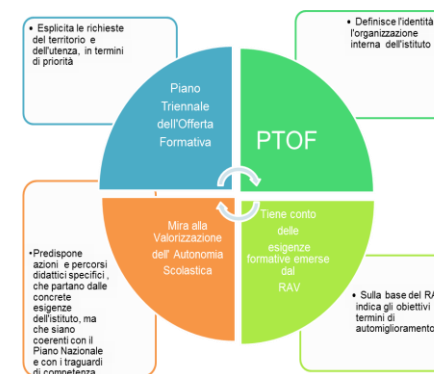 • Esplicita le richieste
del territorio e
dell'utenza, in termini
di priorità
• Definisce l'identità
l'organizzazione
interna dell'istituto
Piano
Triennale
dell'Offerta
Formativa
PTOF
Mira alla
Valorizzazione
dell' Autonomia
Scolastica
Tiene conto
delle
esigenze
formative emerse
dal
RAV
•Predispone
azioni e percorsi
didattici specifici ,
che partano dalle
concrete
esigenze
dell'istituto, ma
che siano
coerenti con il
Piano Nazionale
e con i traguardi
di competenza
• Sulla base del
indica gli obiettivi
termini di
automiglioramento